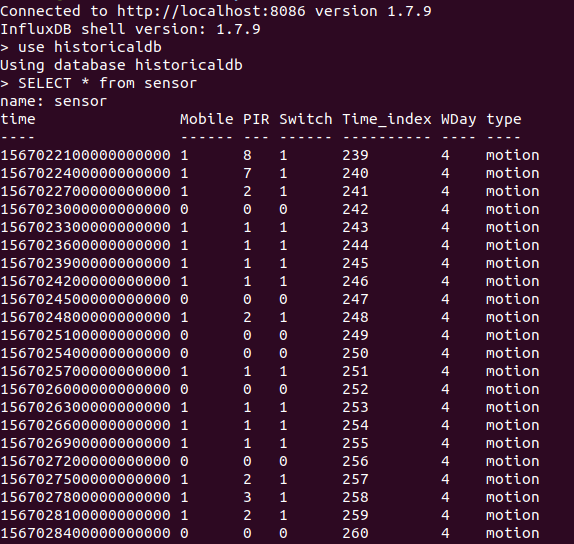 Connected to http://localhost:8086 version 1.7.9
InfluxDB shell version: 1.7.9
> use historicaldb
Using database historicaldb
> SELECT * from sensor
name: sensor
time Mobile PIR Switch Time_index WDay type
---- ------ --- ------ ---------- ---- ----
1567022100000000000 1 8 1 239 4 motion
1567022400000000000 1 7 1 240 4 motion
1567022700000000000 1 2 1 241 4 motion
1567023000000000000 0 0 0 242 4 motion
1567023300000000000 1 1 1 243 4 motion
1567023600000000000 1 1 1 244 4 motion
1567023900000000000 1 1 1 245 4 motion
1567024200000000000 1 1 1 246 4 motion
1567024500000000000 0 0 0 247 4 motion
1567024800000000000 1 2 1 248 4 motion
1567025100000000000 0 0 0 249 4 motion
1567025400000000000 0 0 0 250 4 motion
1567025700000000000 1 1 1 251 4 motion
1567026000000000000 0 0 0 252 4 motion
1567026300000000000 1 1 1 253 4 motion
1567026600000000000 1 1 1 254 4 motion
1567026900000000000 1 1 1 255 4 motion
1567027200000000000 0 0 0 256 4 motion
1567027500000000000 1 2 1 257 4 motion
1567027800000000000 1 3 1 258 4 motion
1567028100000000000 1 2 1 259 4 motion
1567028400000000000 0 0 0 260 4 motion